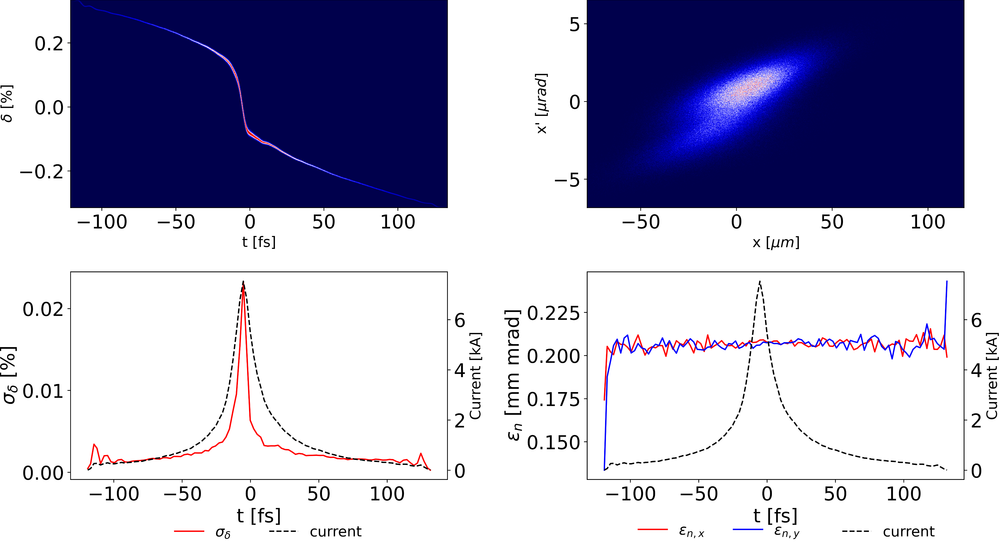 0.2
0.0
−0.2
δ [%]
−100 −50 0 50 100
t [fs]
5
0
−5
x' [μrad]
−50 0 50 100
x [μm]
0.02
0.01
0.00
σδ [%]
6
4
2
0
Current [kA]
−100 −50 0 50 100
t [fs]
σδ current
0.225
0.200
0.175
0.150
εn [mm mrad]
6
4
2
0
Current [kA]
−100 −50 0 50 100
t [fs]
εn, x εn, y current